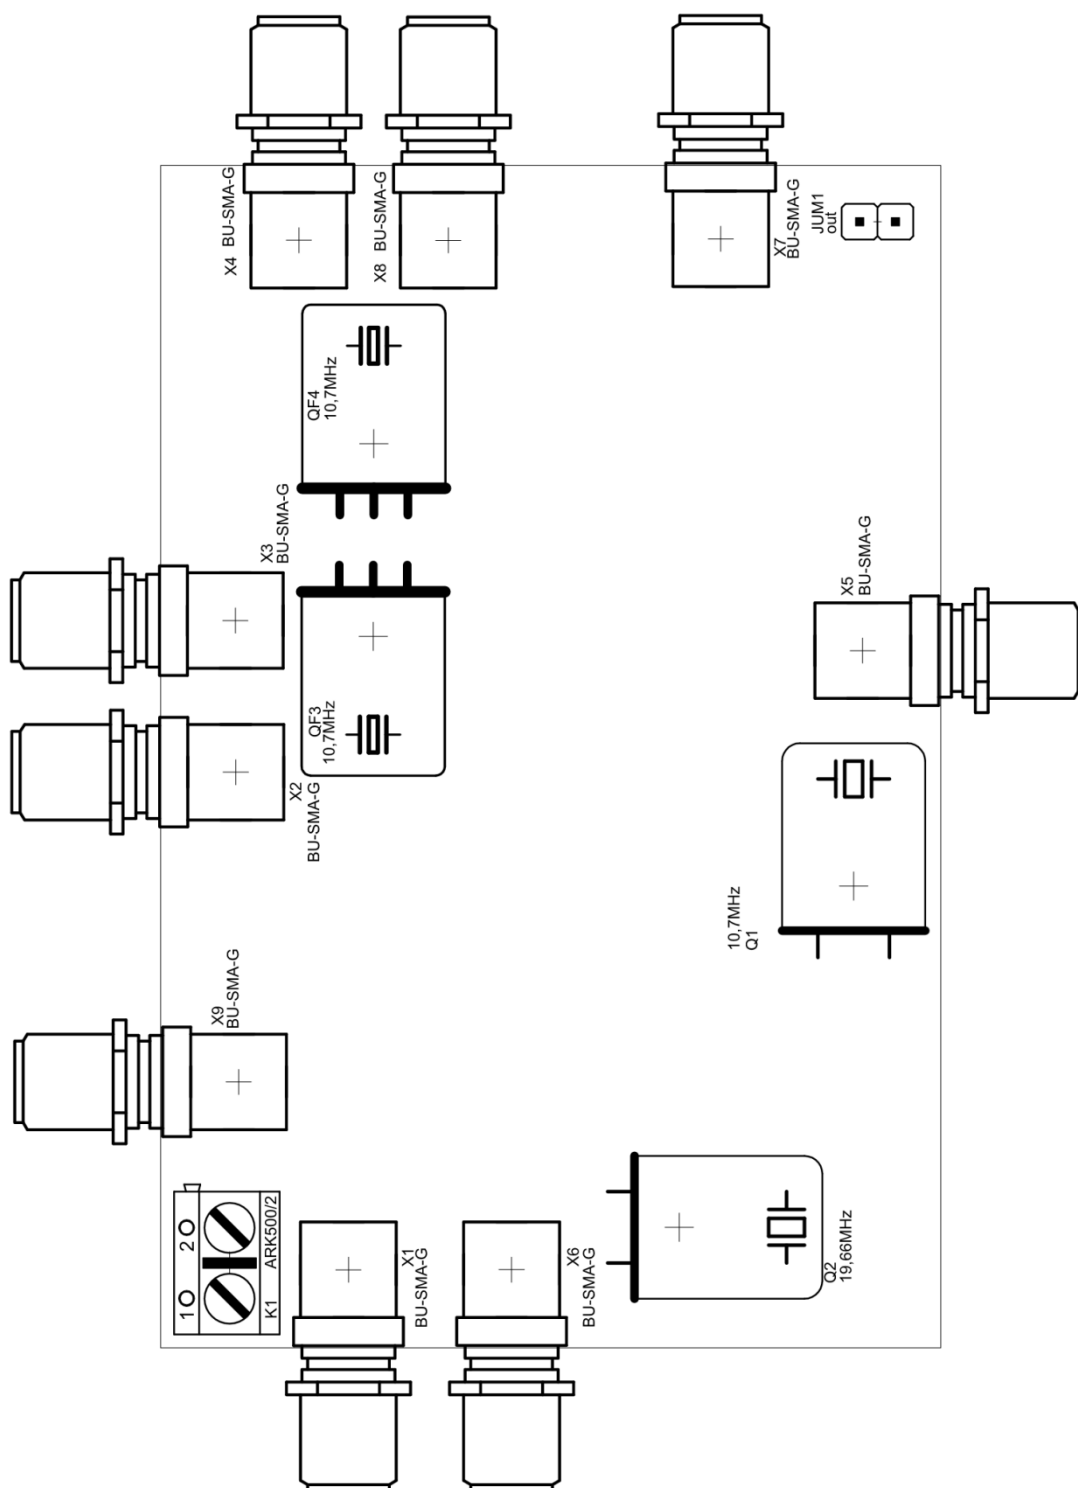 X4 BU-SMA-G
X8 BU-SMA-G
X7
BU-SMA-G
JUM1
out
QF4
10,7MHz
X3
BU-SMA-G
X5
BU-SMA-G
QF3
10,7MHz
X2
BU-SMA-G
10,7MHz
Q1
X9
BU-SMA-G
1 2
K1 ARK500/2
X1
BU-SMA-G
X6
BU-SMA-G
Q2
19,66MHz